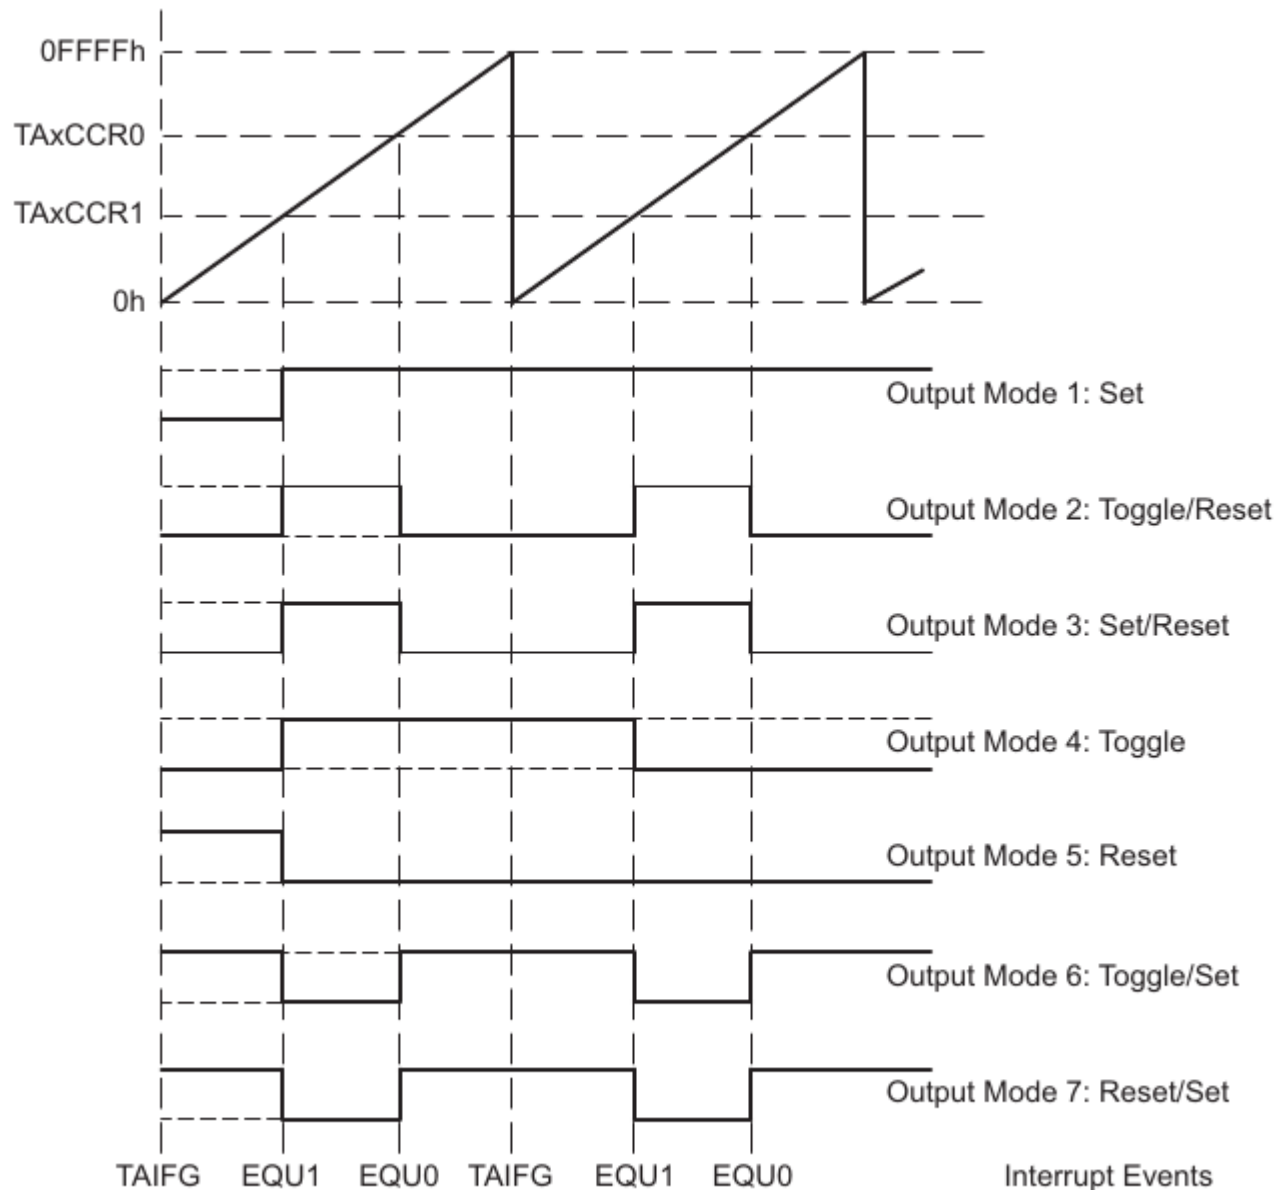 0FFFFh
TAxCCR0
TAxCCR1
0h
Output Mode 1: Set
Output Mode 2: Toggle/Reset
Output Mode 3: Set/Reset
Output Mode 4: Toggle
Output Mode 5: Reset
Output Mode 6: Toggle/Set
Output Mode 7: Reset/Set
TAIFG EQU1 EQU0 TAIFG EQU1 EQU0 Interrupt Events